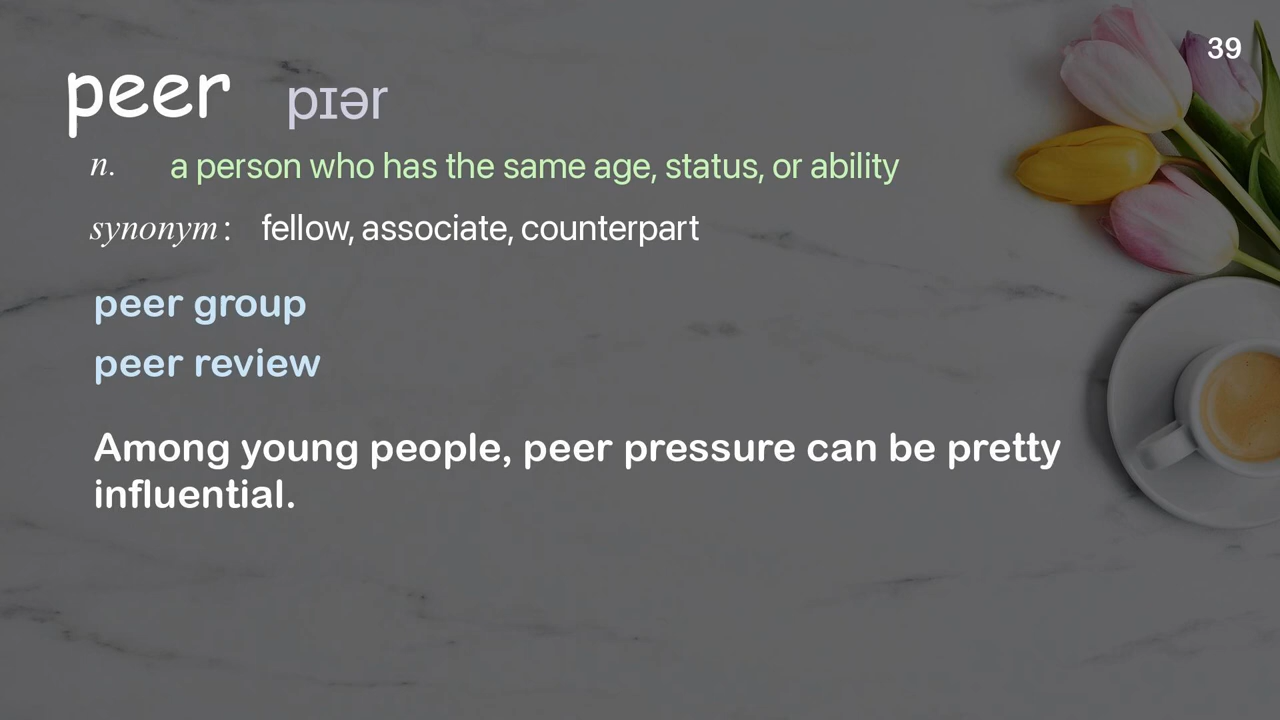 39
peer pɪər
n. a person who has the same age, status, or ability
synonym: fellow, associate, counterpart
peer group
peer review
Among young people, peer pressure can be pretty
influential.